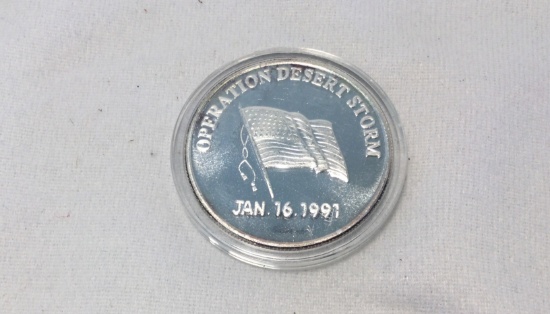 OPERATION DESERT STORM
JAN. 16. 1991